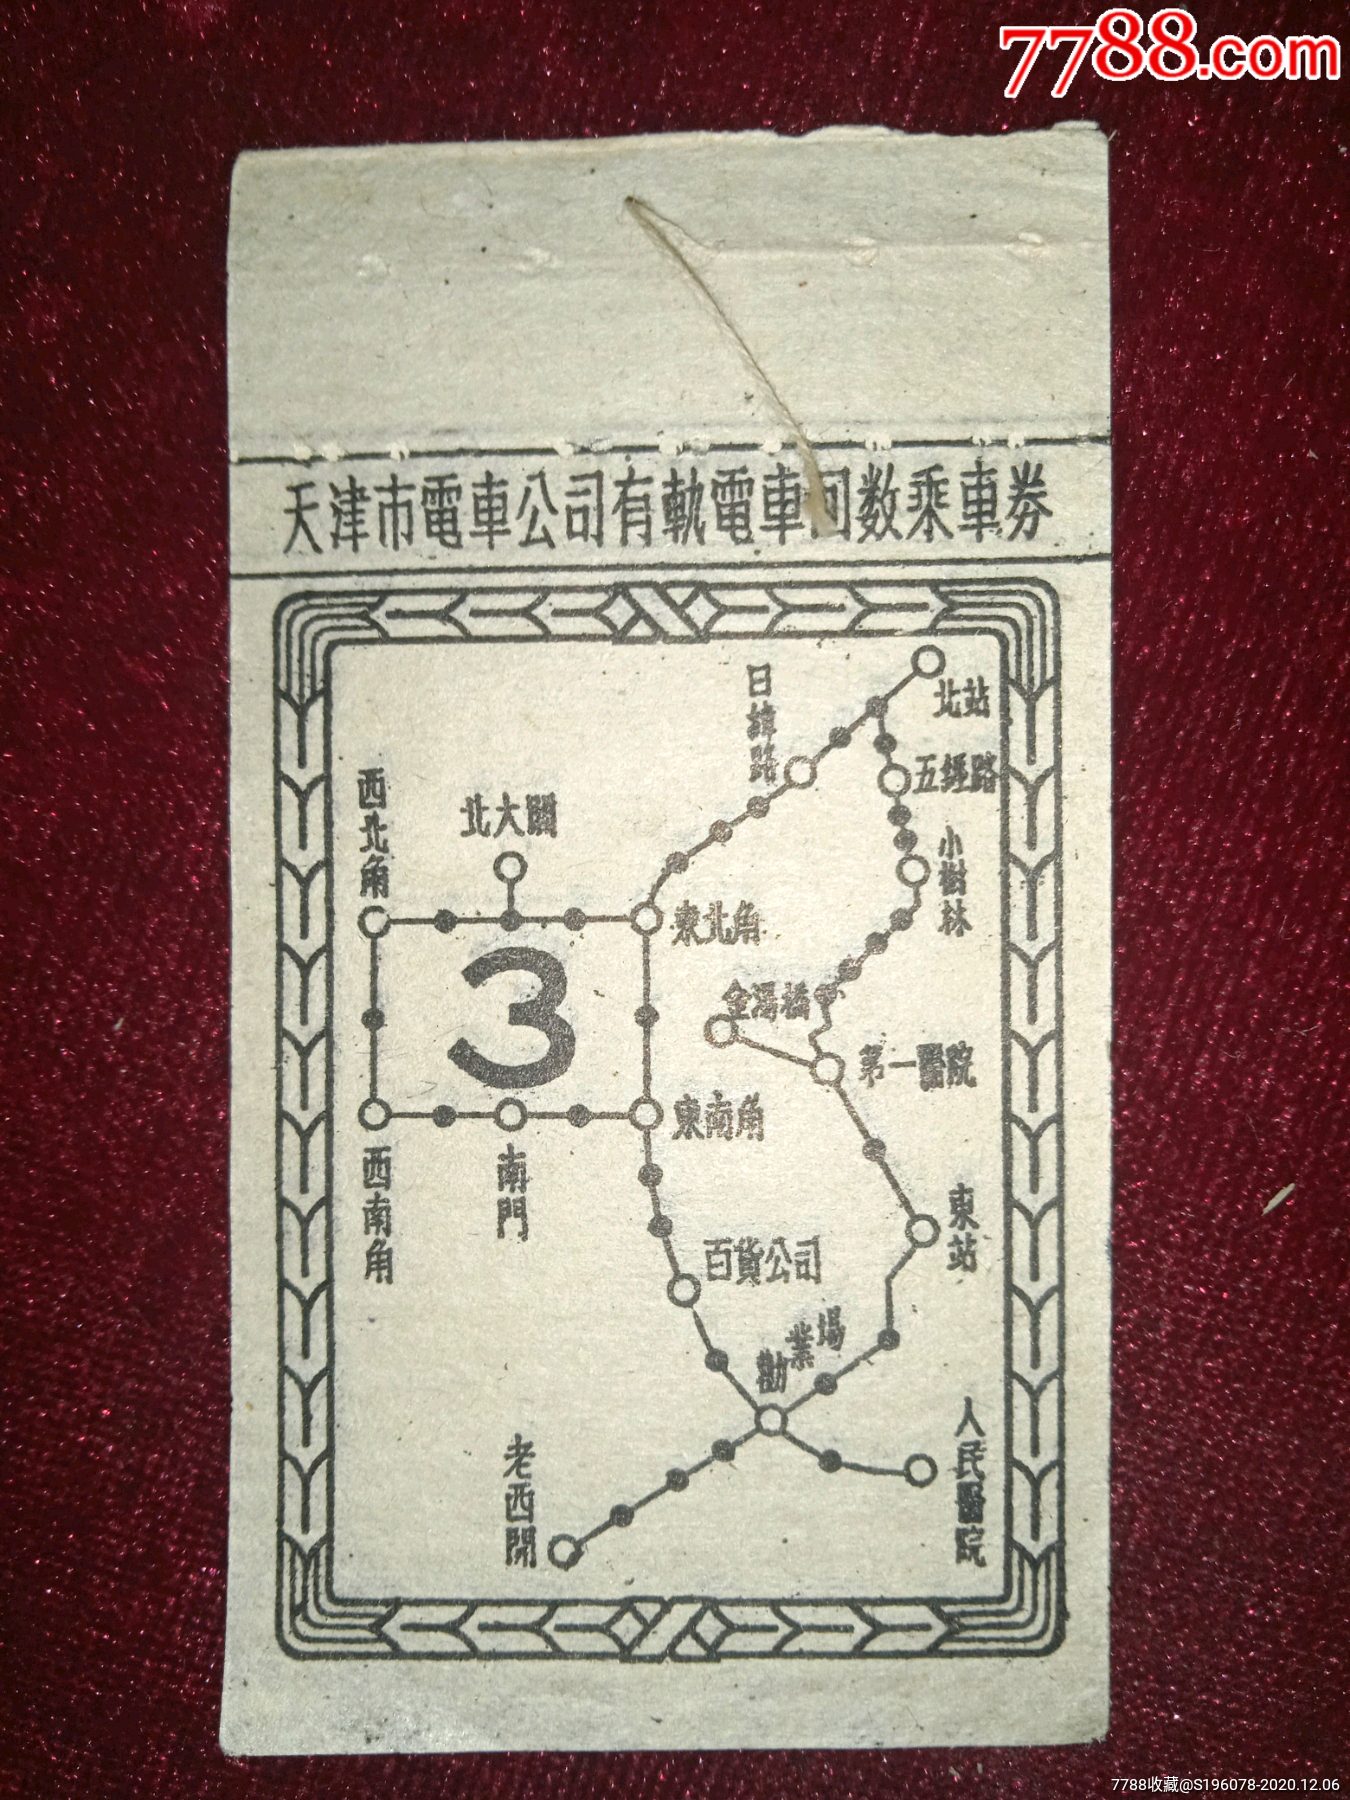 7788.com
天津市電車公司有軌電車回数乘車券
北站
日緯路
五經路
西北角
北大關
小樹林
東北角
3
金湯橋
第一醫院
東南角
西南角
南門
東站
百貨公司
勸業場
人民醫院
老西開
7788收藏@S196078-2020.12.06